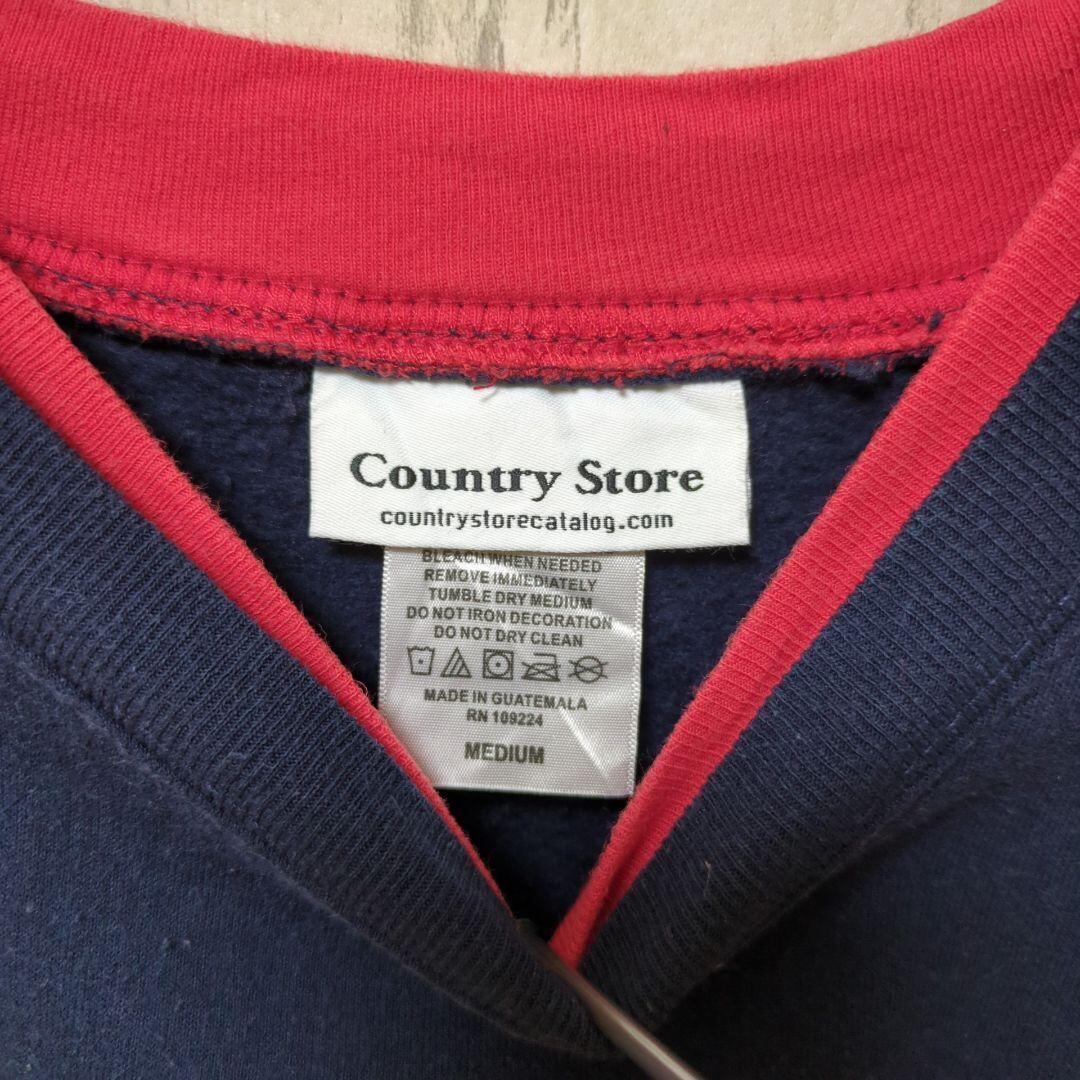 Country Store
countrystorecatalog.com
BLEACH WHEN NEEDED
REMOVE IMMEDIATELY
TUMBLE DRY MEDIUM
DO NOT IRON DECORATION
DO NOT DRY CLEAN
MADE IN GUATEMALA
RN 109224
MEDIUM